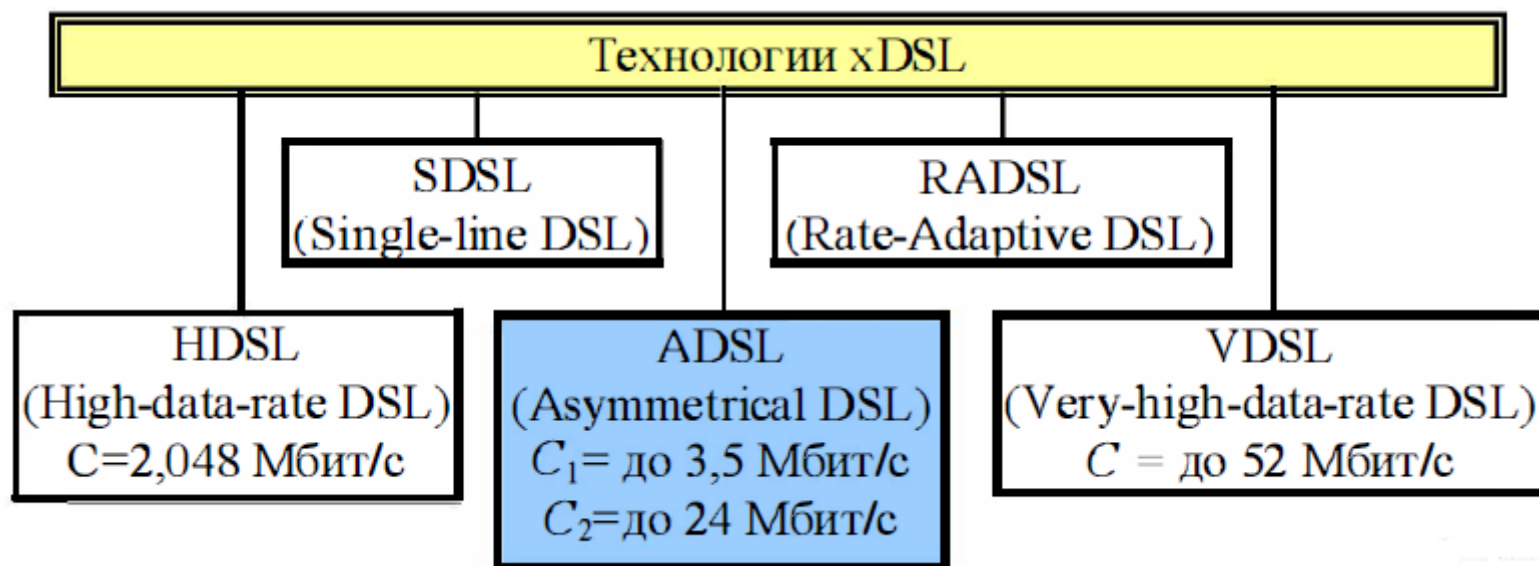 Технологии xDSL
SDSL
(Single-line DSL)
RADSL
(Rate-Adaptive DSL)
HDSL
(High-data-rate DSL)
C=2,048 Мбит/с
ADSL
(Asymmetrical DSL)
C₁= до 3,5 Мбит/с
C₂=до 24 Мбит/с
VDSL
(Very-high-data-rate DSL)
C = до 52 Мбит/с